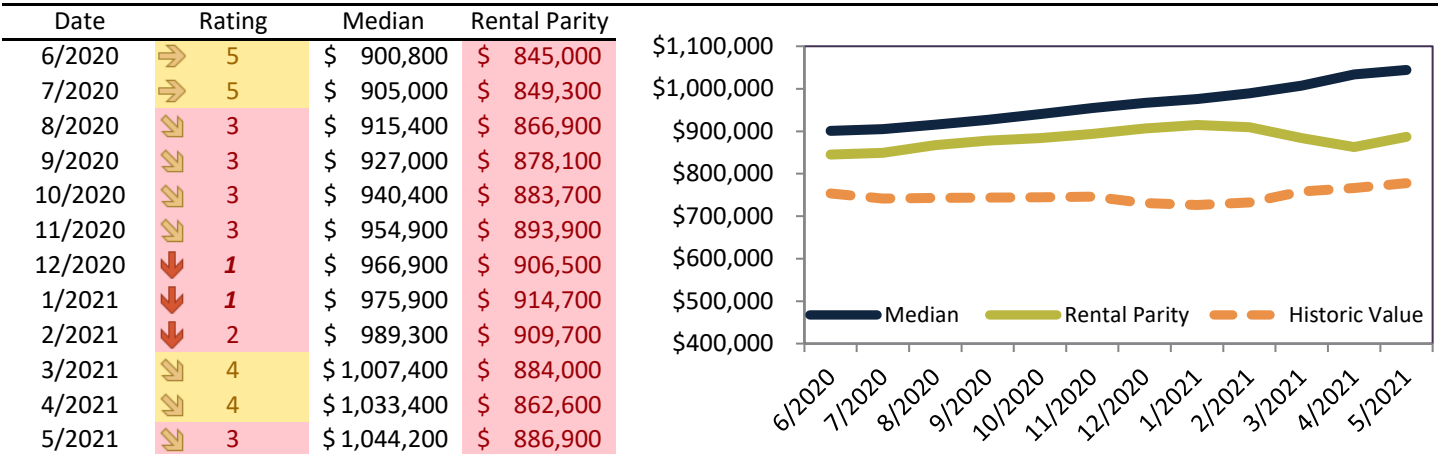 Date Rating Median Rental Parity
6/2020 5 $ 900,800 $ 845,000
7/2020 5 $ 905,000 $ 849,300
8/2020 3 $ 915,400 $ 866,900
9/2020 3 $ 927,000 $ 878,100
10/2020 3 $ 940,400 $ 883,700
11/2020 3 $ 954,900 $ 893,900
12/2020 1 $ 966,900 $ 906,500
1/2021 1 $ 975,900 $ 914,700
2/2021 2 $ 989,300 $ 909,700
3/2021 4 $ 1,007,400 $ 884,000
4/2021 4 $ 1,033,400 $ 862,600
5/2021 3 $ 1,044,200 $ 886,900
$1,100,000
$1,000,000
$900,000
$800,000
$700,000
$600,000
$500,000
$400,000
Median Rental Parity Historic Value
6/2020 7/2020 8/2020 9/2020 10/2020 11/2020 12/2020 1/2021 2/2021 3/2021 4/2021 5/2021